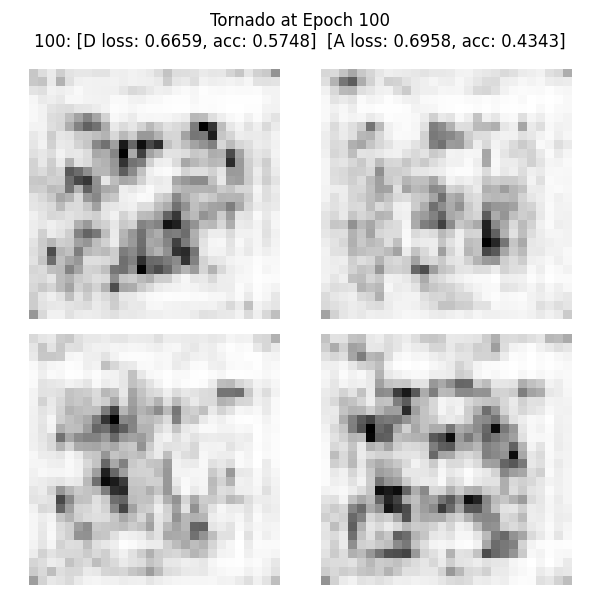 Tornado at Epoch 100
100: [D loss: 0.6659, acc: 0.5748]  [A loss: 0.6958, acc: 0.4343]